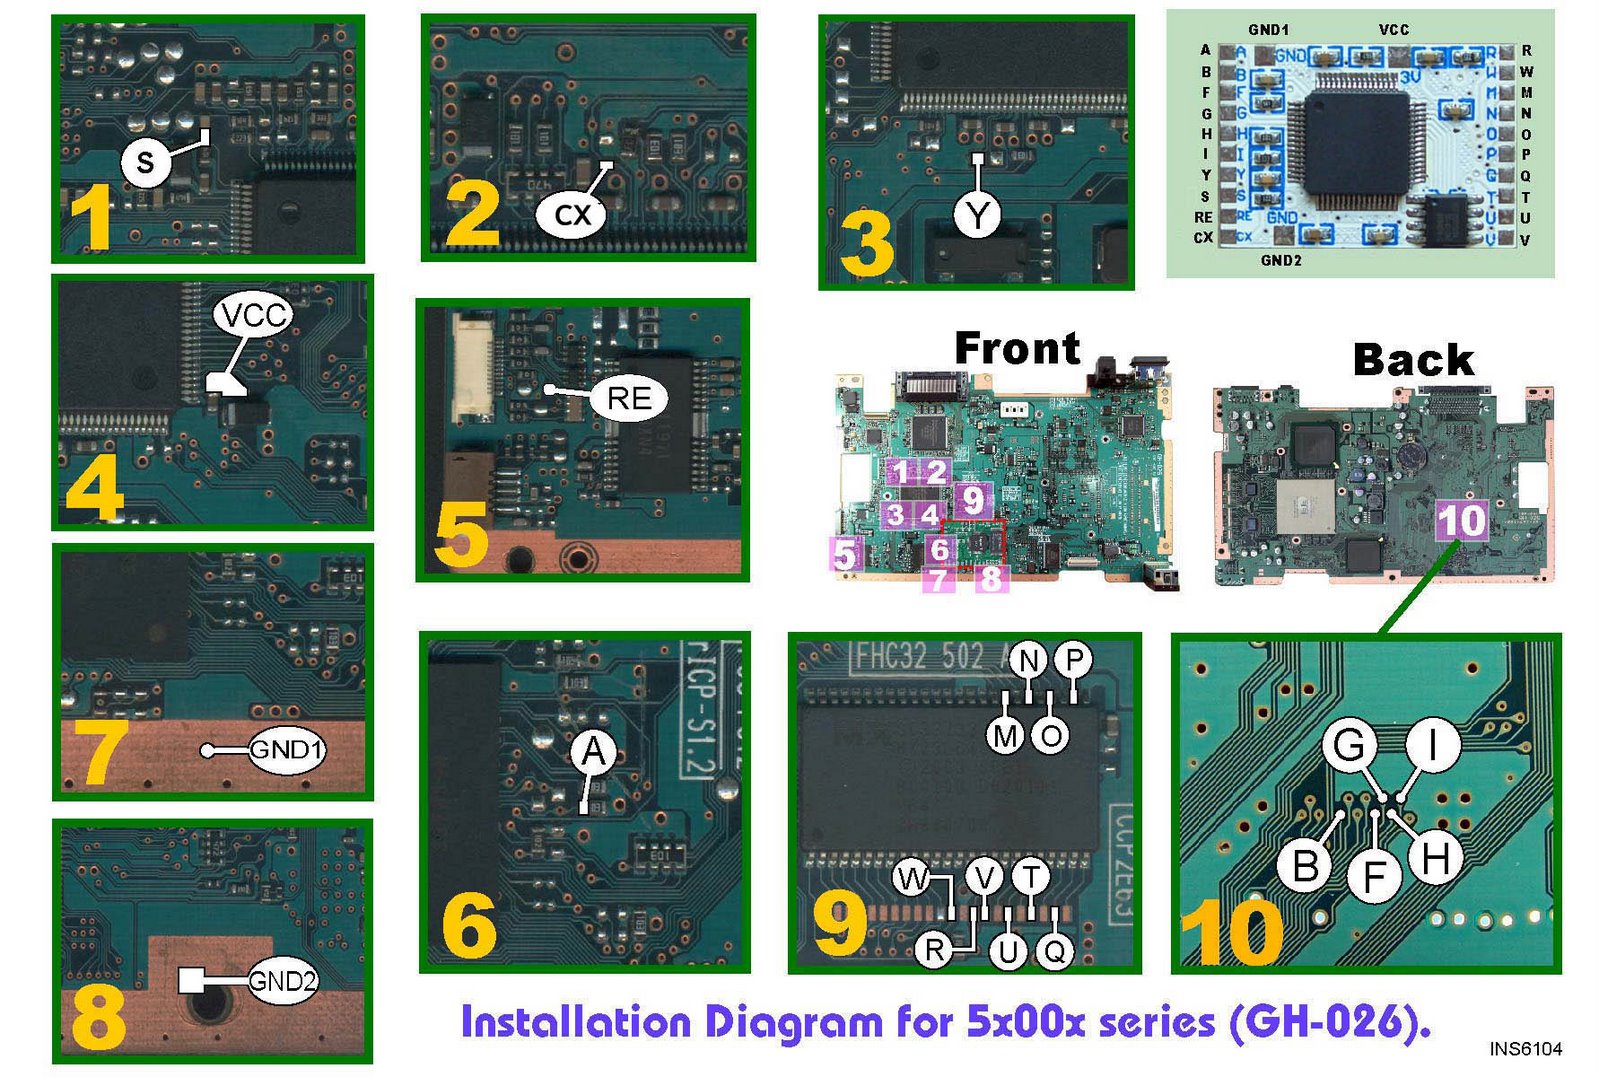 S
1
CX
470
2
Y
3
GND1
VCC
A
A
GND
R
R
B
B
3V
W
W
F
F
M
M
G
G
N
N
H
H
O
O
I
I
P
P
Y
Y
Q
Q
S
S
T
T
RE
RE
GND
U
U
CX
CX
V
V
GND2
VCC
4
RE
5
Front
1
2
9
3
4
5
6
7
8
Back
10
GND1
7
A
rICP-S1.2
6
FHC32 502 A
N
P
M
O
W
V
T
R
U
Q
9
G
I
B
F
H
10
GND2
8
Installation Diagram for 5x00x series (GH-026).
INS6104